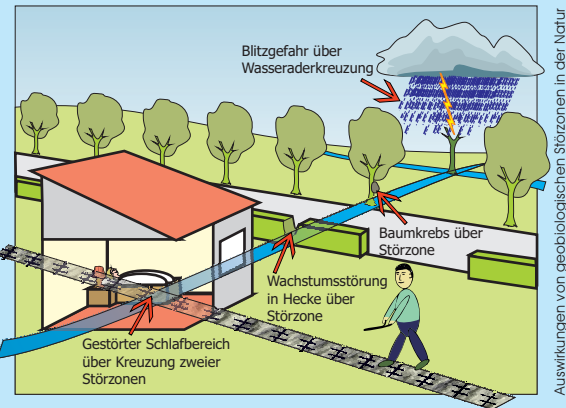 Blitzgefahr über
Wasseraderkreuzung
Baumkrebs über
Störzone
Wachstumsstörung
in Hecke über
Störzone
Gestörter Schlafbereich
über Kreuzung zweier
Störzonen
Auswirkungen von geobiologischen Störzonen in der Natur